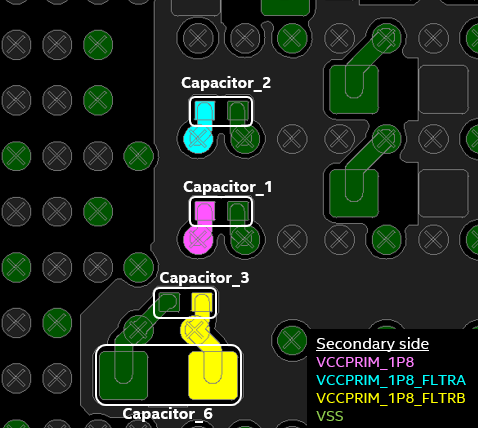 Capacitor_2
Capacitor_1
Capacitor_3
Capacitor_6
Secondary side
VCCPRIM_1P8
VCCPRIM_1P8_FLTRA
VCCPRIM_1P8_FLTRB
VSS